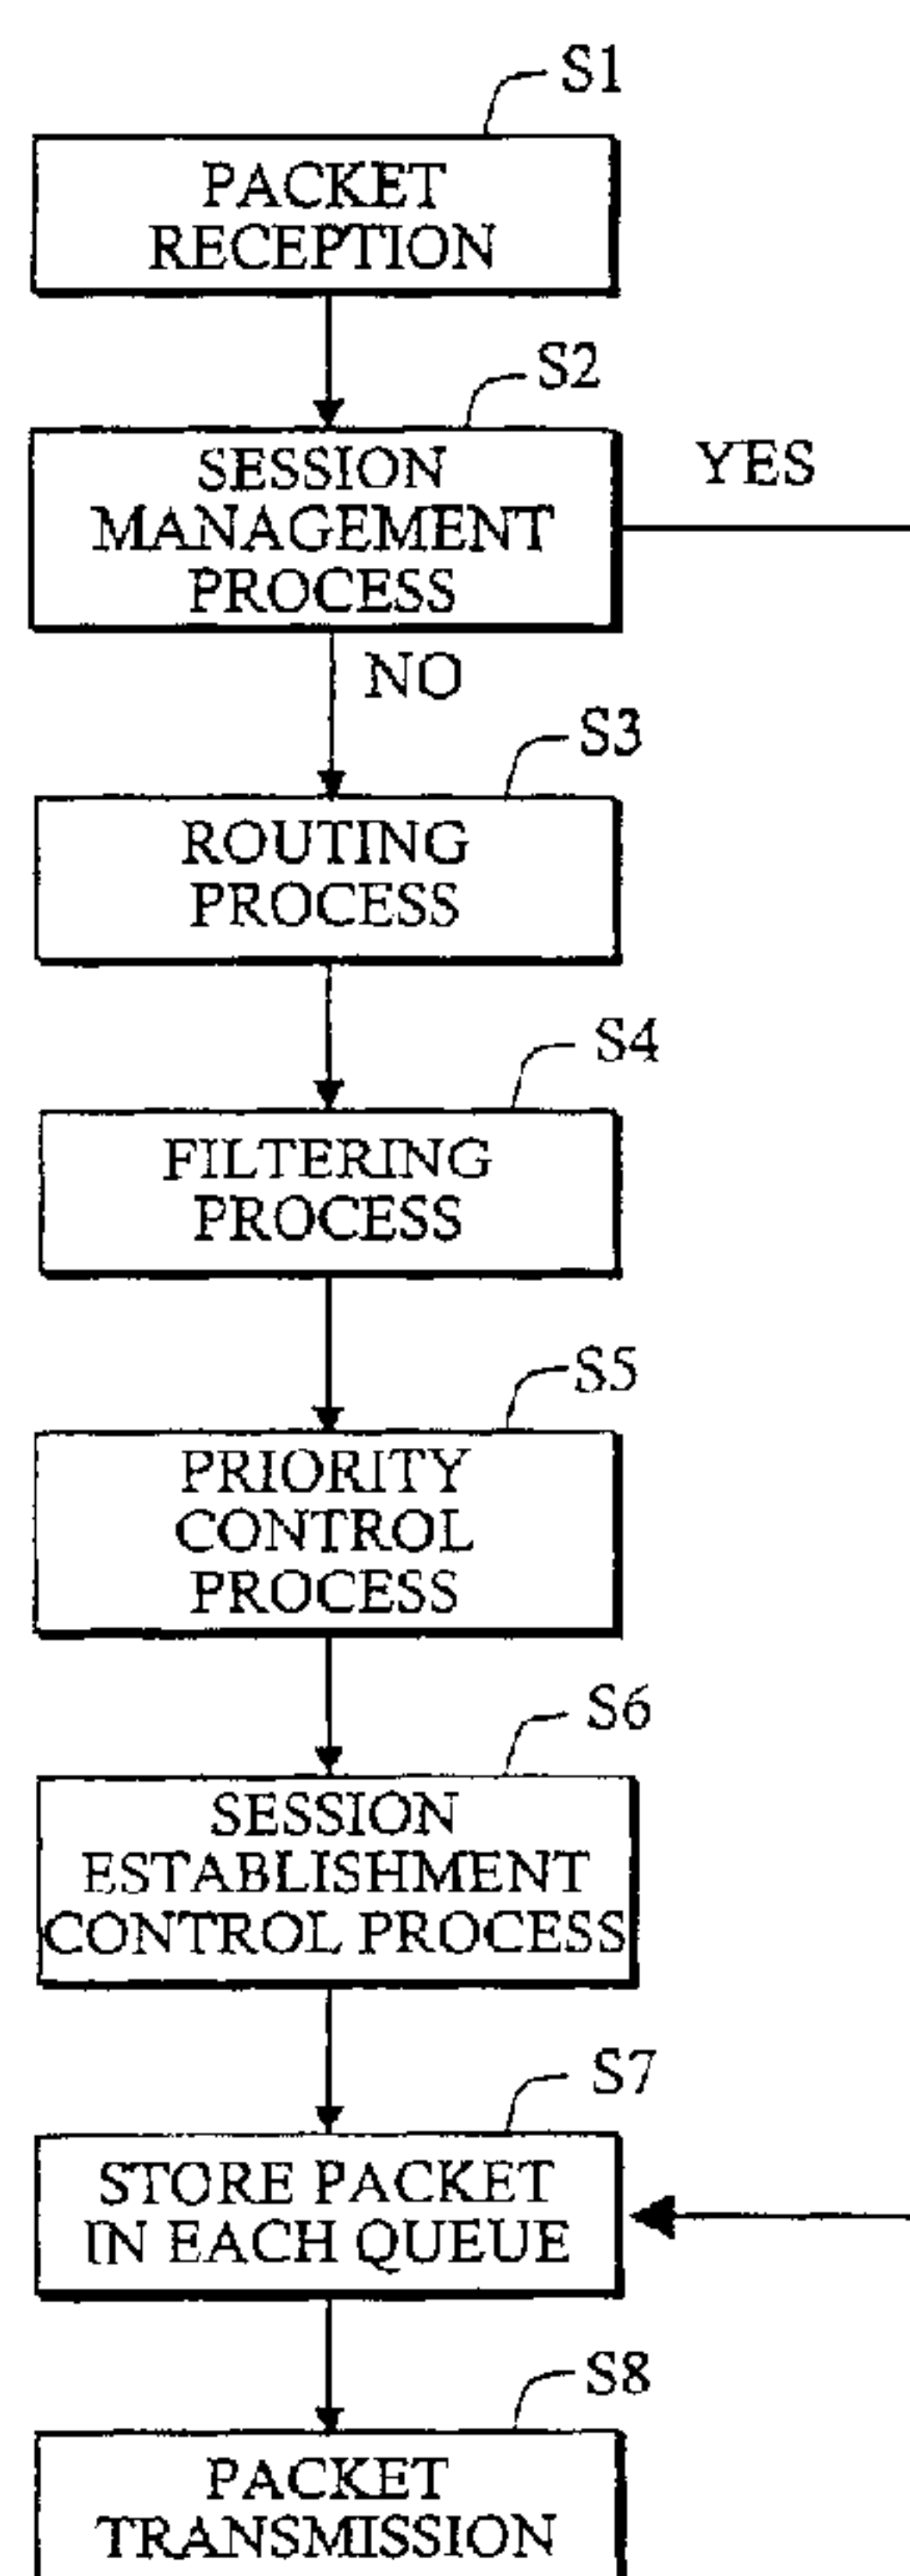 S1
PACKET
RECEPTION
S2
SESSION
MANAGEMENT
PROCESS
YES
NO
S3
ROUTING
PROCESS
S4
FILTERING
PROCESS
S5
PRIORITY
CONTROL
PROCESS
S6
SESSION
ESTABLISHMENT
CONTROL PROCESS
S7
STORE PACKET
IN EACH QUEUE
S8
PACKET
TRANSMISSION